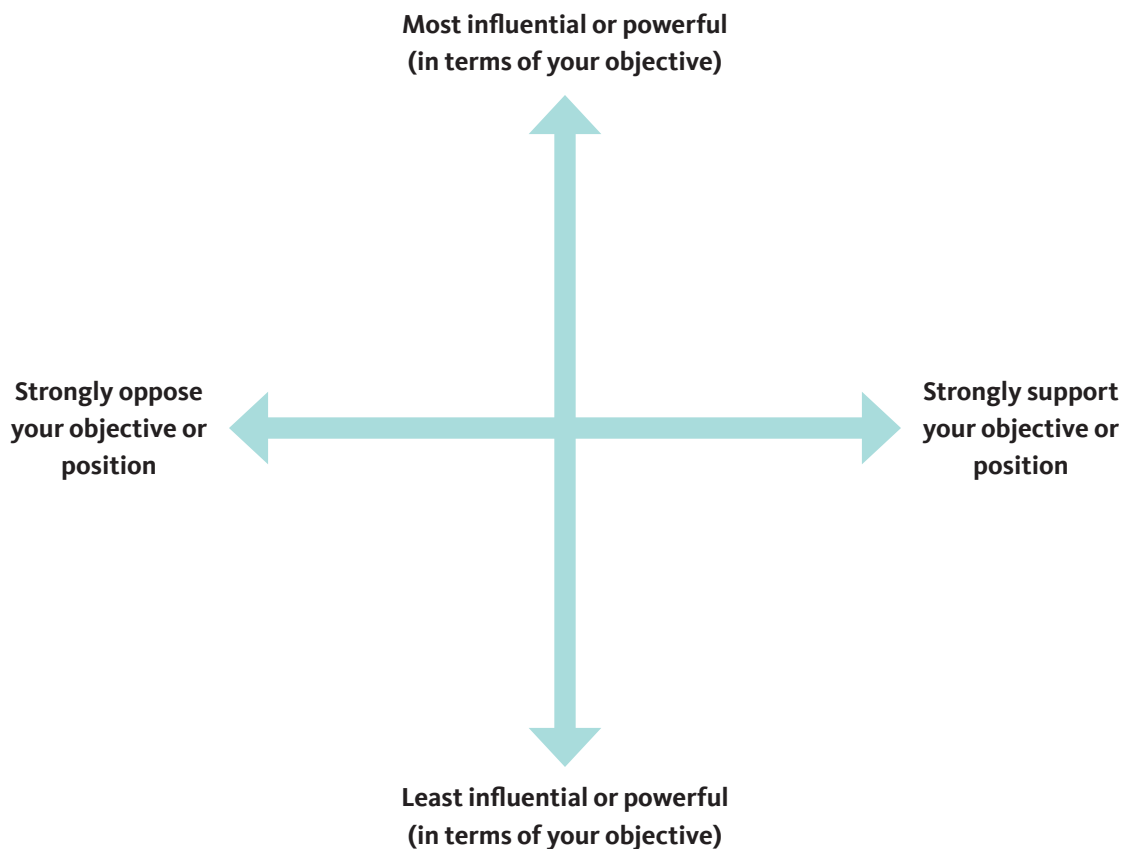 Most influential or powerful
(in terms of your objective)
Strongly oppose
your objective or
position
Strongly support
your objective or
position
Least influential or powerful
(in terms of your objective)